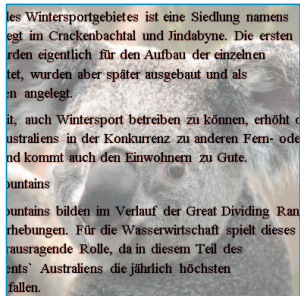 des Wintersportgebietes ist eine Siedlung namens
egt im Crackenbachtal und Jindabyne. Die ersten
rden eigentlich für den Aufbau der einzelnen
tet, wurden aber später ausgebaut und als
en angelegt.
it, auch Wintersport betreiben zu können, erhöht d
ustraliens in der Konkurrenz zu anderen Fern- ode
nd kommt auch den Einwohnern zu Gute.
ountains
ountains bilden im Verlauf der Great Dividing Ran
rhebungen. Für die Wasserwirtschaft spielt dieses
rausragende Rolle, da in diesem Teil des
ents` Australiens die jährlich höchsten
fallen.